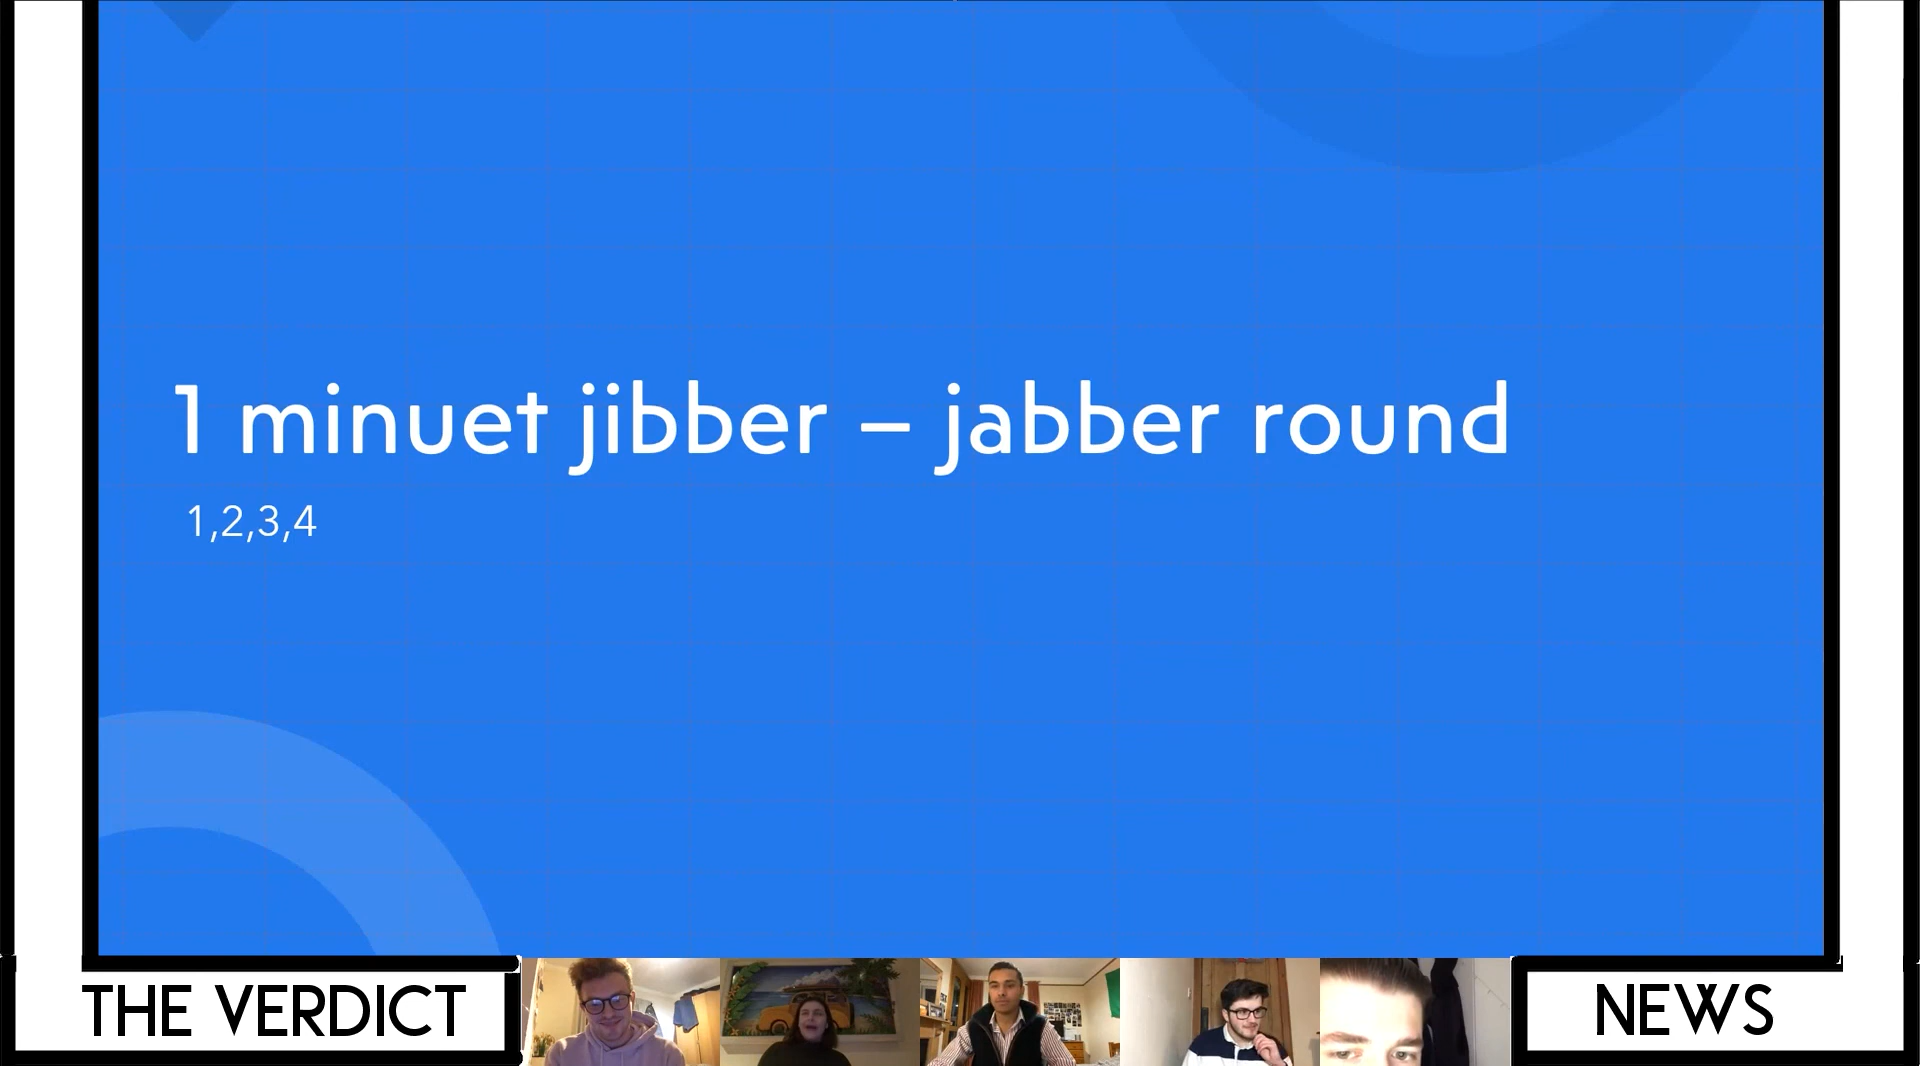 1 minuet jibber – jabber round
1,2,3,4
THE VERDICT
NEWS